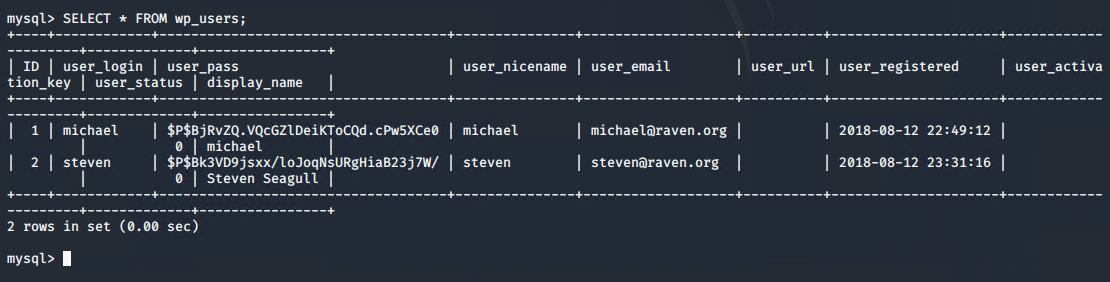 mysql> SELECT * FROM wp_users;
+----+------------+------------------------------------+---------------+-------------------+----------+---------------------+------------
---------+-------------+----------------+
| ID | user_login | user_pass                          | user_nicename | user_email        | user_url | user_registered     | user_activa
tion_key | user_status | display_name   |
+----+------------+------------------------------------+---------------+-------------------+----------+---------------------+------------
---------+-------------+----------------+
|  1 | michael    | $P$BjRvZQ.VQcGZlDeiKToCQd.cPw5XCe0 | michael       | michael@raven.org |          | 2018-08-12 22:49:12 |
         |           0 | michael        |
|  2 | steven     | $P$Bk3VD9jsxx/loJoqNsURgHiaB23j7W/ | steven        | steven@raven.org  |          | 2018-08-12 23:31:16 |
         |           0 | Steven Seagull |
+----+------------+------------------------------------+---------------+-------------------+----------+---------------------+------------
---------+-------------+----------------+
2 rows in set (0.00 sec)
mysql>